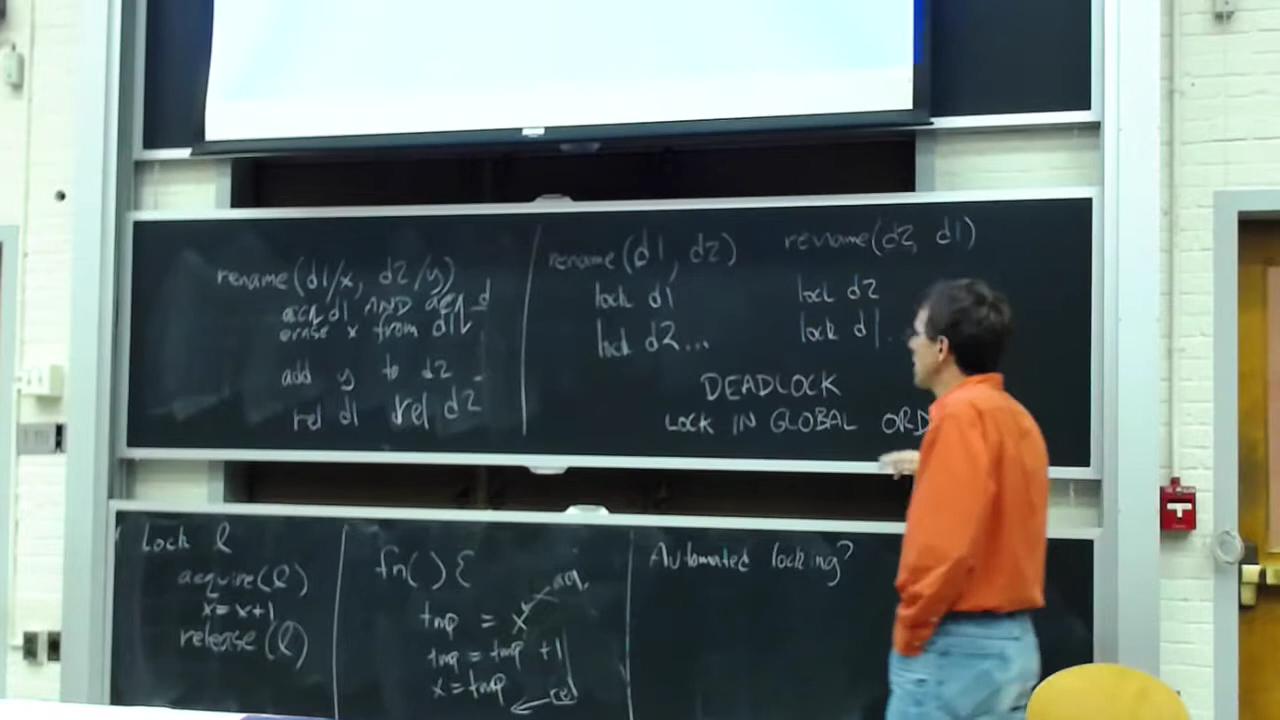 rename(d1/x, d2/y)
acq d1 AND acq d
erase x from d1
add y to d2
rel d1 rel d2
rename(d1, d2)
lock d1
lock d2...
rename(d2, d1)
lock d2
lock d1..
DEADLOCK
LOCK IN GLOBAL ORD
Lock l
acquire(l)
x=x+1
release(l)
fn() {
tmp = x
acq.
tmp = tmp +1
x=tmp
rel
Automated locking?